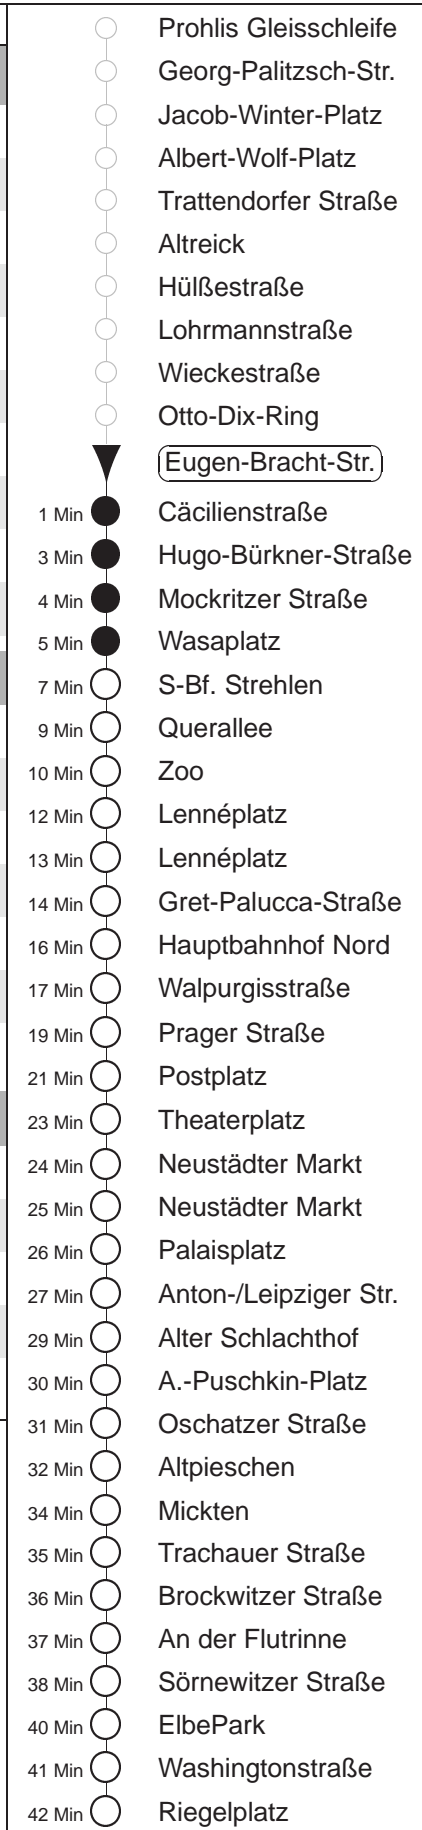 Prohlis Gleisschleife
Georg-Palitzsch-Str.
Jacob-Winter-Platz
Albert-Wolf-Platz
Trattendorfer Straße
Altreick
Hülßestraße
Lohrmannstraße
Wieckestraße
Otto-Dix-Ring
Eugen-Bracht-Str.
1 Min Cäcilienstraße
3 Min Hugo-Bürkner-Straße
4 Min Mockritzer Straße
5 Min Wasaplatz
7 Min S-Bf. Strehlen
9 Min Querallee
10 Min Zoo
12 Min Lennéplatz
13 Min Lennéplatz
14 Min Gret-Palucca-Straße
16 Min Hauptbahnhof Nord
17 Min Walpurgisstraße
19 Min Prager Straße
21 Min Postplatz
23 Min Theaterplatz
24 Min Neustädter Markt
25 Min Neustädter Markt
26 Min Palaisplatz
27 Min Anton-/Leipziger Str.
29 Min Alter Schlachthof
30 Min A.-Puschkin-Platz
31 Min Oschatzer Straße
32 Min Altpieschen
34 Min Mickten
35 Min Trachauer Straße
36 Min Brockwitzer Straße
37 Min An der Flutrinne
38 Min Sörnewitzer Straße
40 Min ElbePark
41 Min Washingtonstraße
42 Min Riegelplatz